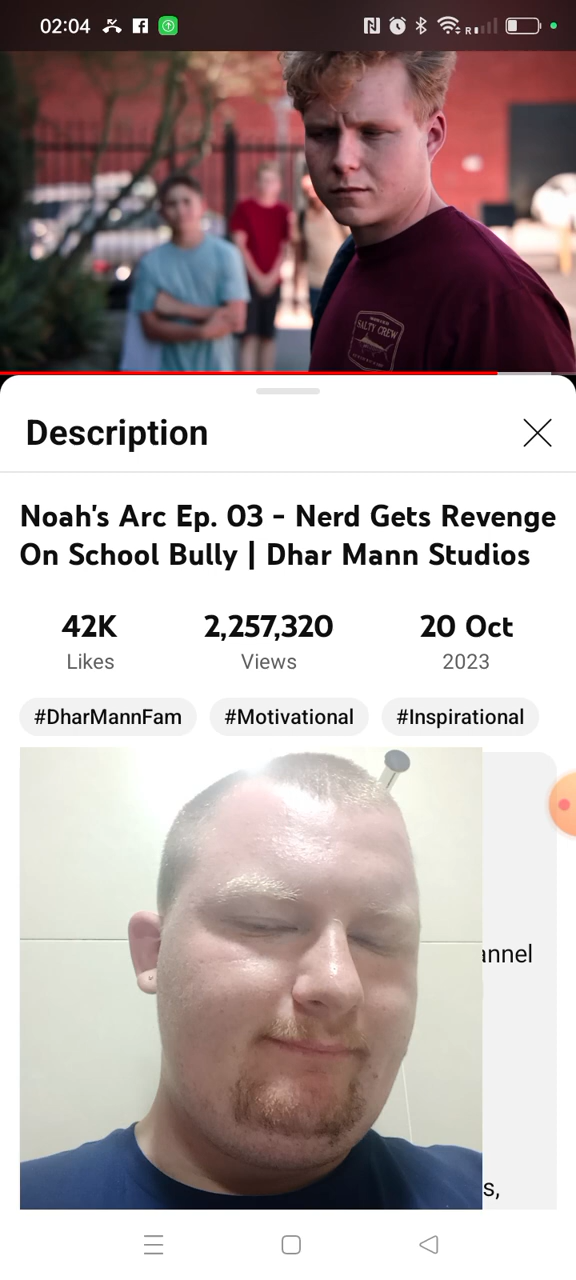 02:04
R
SALTY CREW
Description
Noah's Arc Ep. 03 – Nerd Gets Revenge
On School Bully | Dhar Mann Studios
42K 2,257,320 20 Oct
Likes Views 2023
#DharMannFam #Motivational #Inspirational
annel
s,